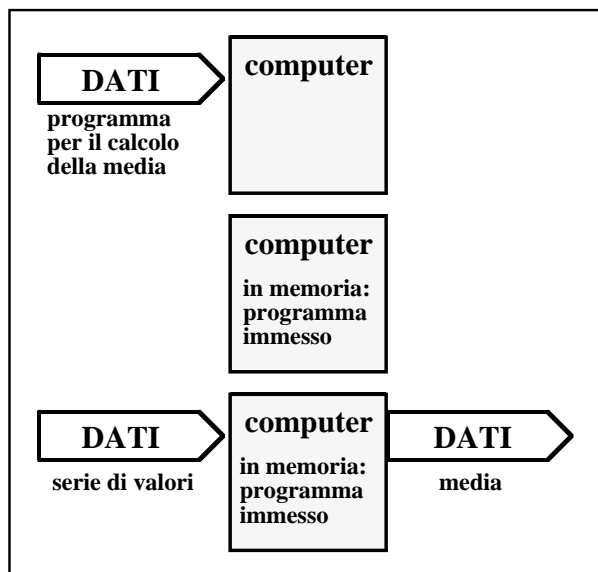 DATI
computer
programma
per il calcolo
della media
computer
in memoria:
programma
immesso
DATI
computer
DATI
serie di valori
in memoria:
programma
immesso
media